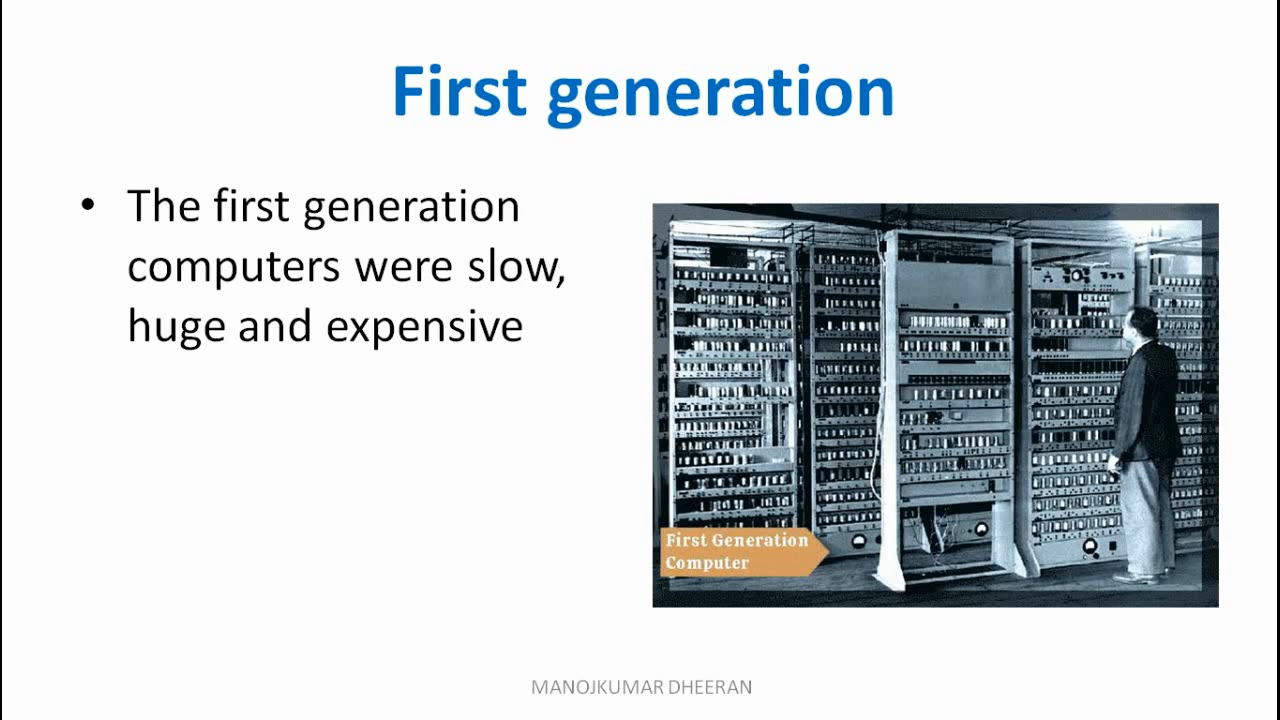 First generation
• The first generation
computers were slow,
huge and expensive
First Generation
Computer
MANOJKUMAR DHEERAN